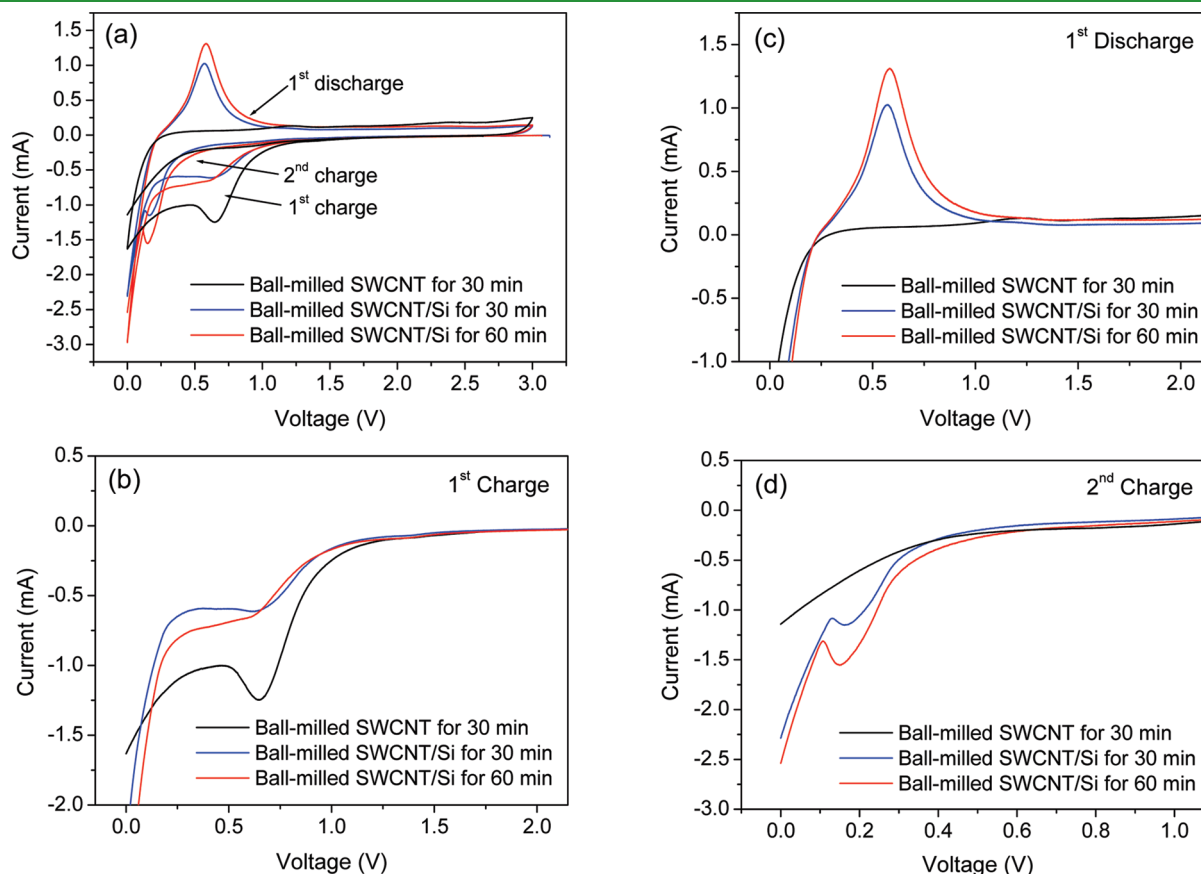 (a)
1st discharge
2nd charge
1st charge
Ball-milled SWCNT for 30 min
Ball-milled SWCNT/Si for 30 min
Ball-milled SWCNT/Si for 60 min
1.5
1.0
0.5
0.0
-0.5
-1.0
-1.5
-2.0
-2.5
-3.0
Current (mA)
0.0 0.5 1.0 1.5 2.0 2.5 3.0
Voltage (V)
(c)
1st Discharge
Ball-milled SWCNT for 30 min
Ball-milled SWCNT/Si for 30 min
Ball-milled SWCNT/Si for 60 min
1.5
1.0
0.5
0.0
-0.5
-1.0
Current (mA)
0.0 0.5 1.0 1.5 2.0
Voltage (V)
(b)
1st Charge
Ball-milled SWCNT for 30 min
Ball-milled SWCNT/Si for 30 min
Ball-milled SWCNT/Si for 60 min
0.5
0.0
-0.5
-1.0
-1.5
-2.0
Current (mA)
0.0 0.5 1.0 1.5 2.0
Voltage (V)
(d)
2nd Charge
Ball-milled SWCNT for 30 min
Ball-milled SWCNT/Si for 30 min
Ball-milled SWCNT/Si for 60 min
0.5
0.0
-0.5
-1.0
-1.5
-2.0
-2.5
-3.0
Current (mA)
0.0 0.2 0.4 0.6 0.8 1.0
Voltage (V)